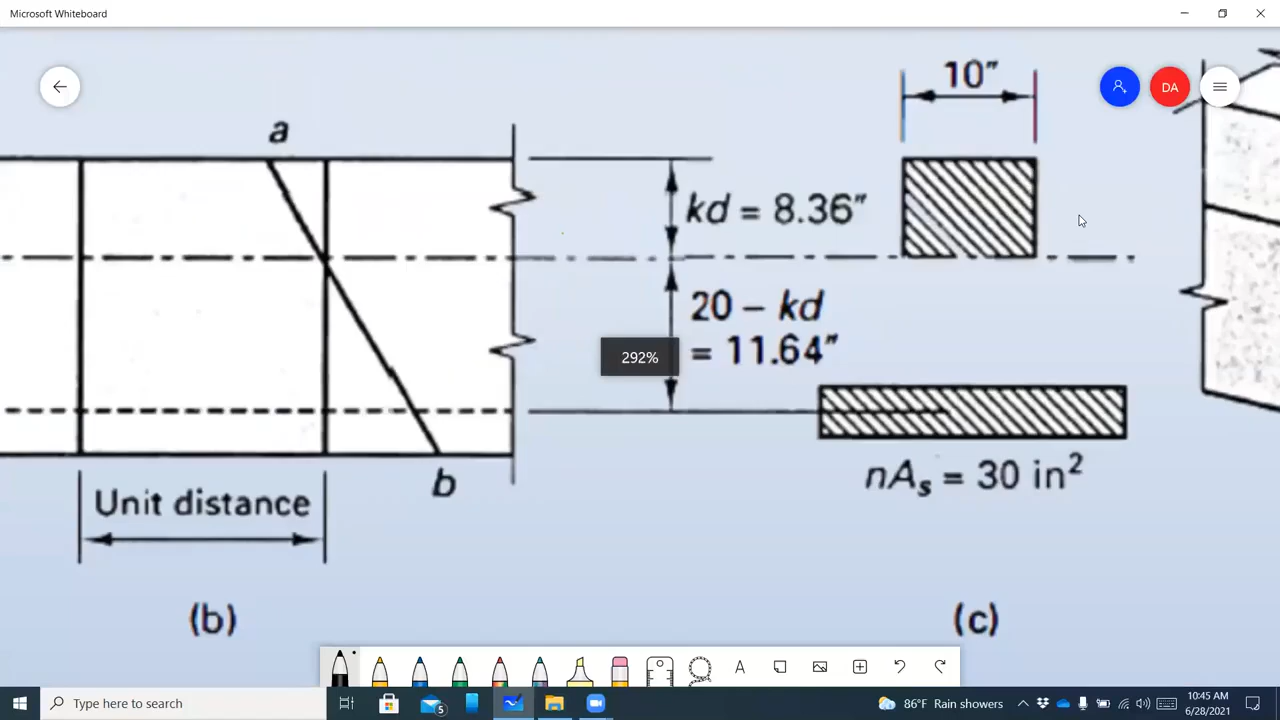 Microsoft Whiteboard
DA
10″
a
kd = 8.36″
20 – kd
= 11.64″
292%
nAs = 30 in²
b
Unit distance
(b)
(c)
A
Type here to search
5
86°F Rain showers
10:45 AM
6/28/2021